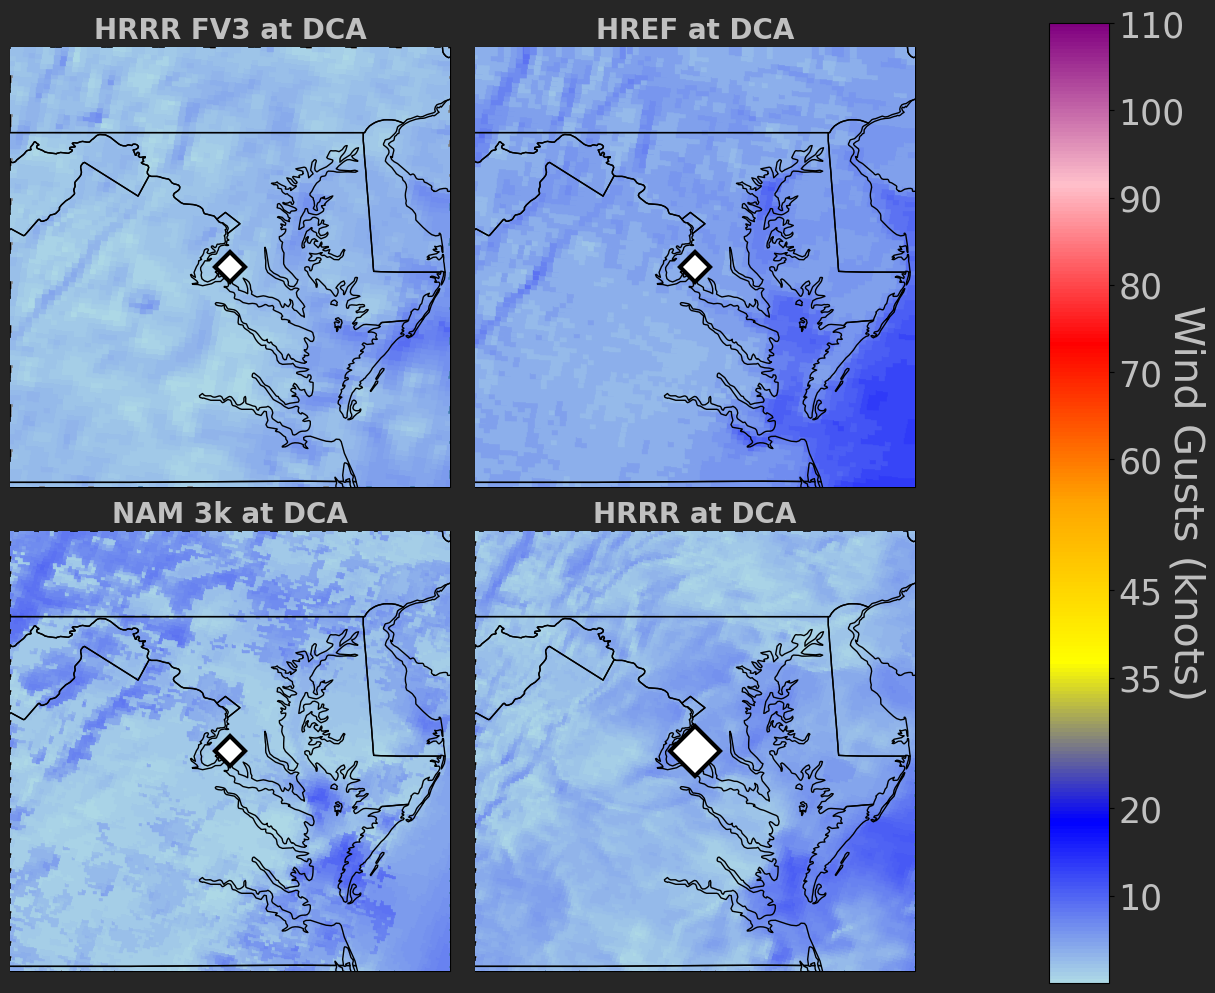 HRRR FV3 at DCA
HREF at DCA
NAM 3k at DCA
HRRR at DCA
110
100
90
80
70
60
45
35
20
10
Wind Gusts (knots)